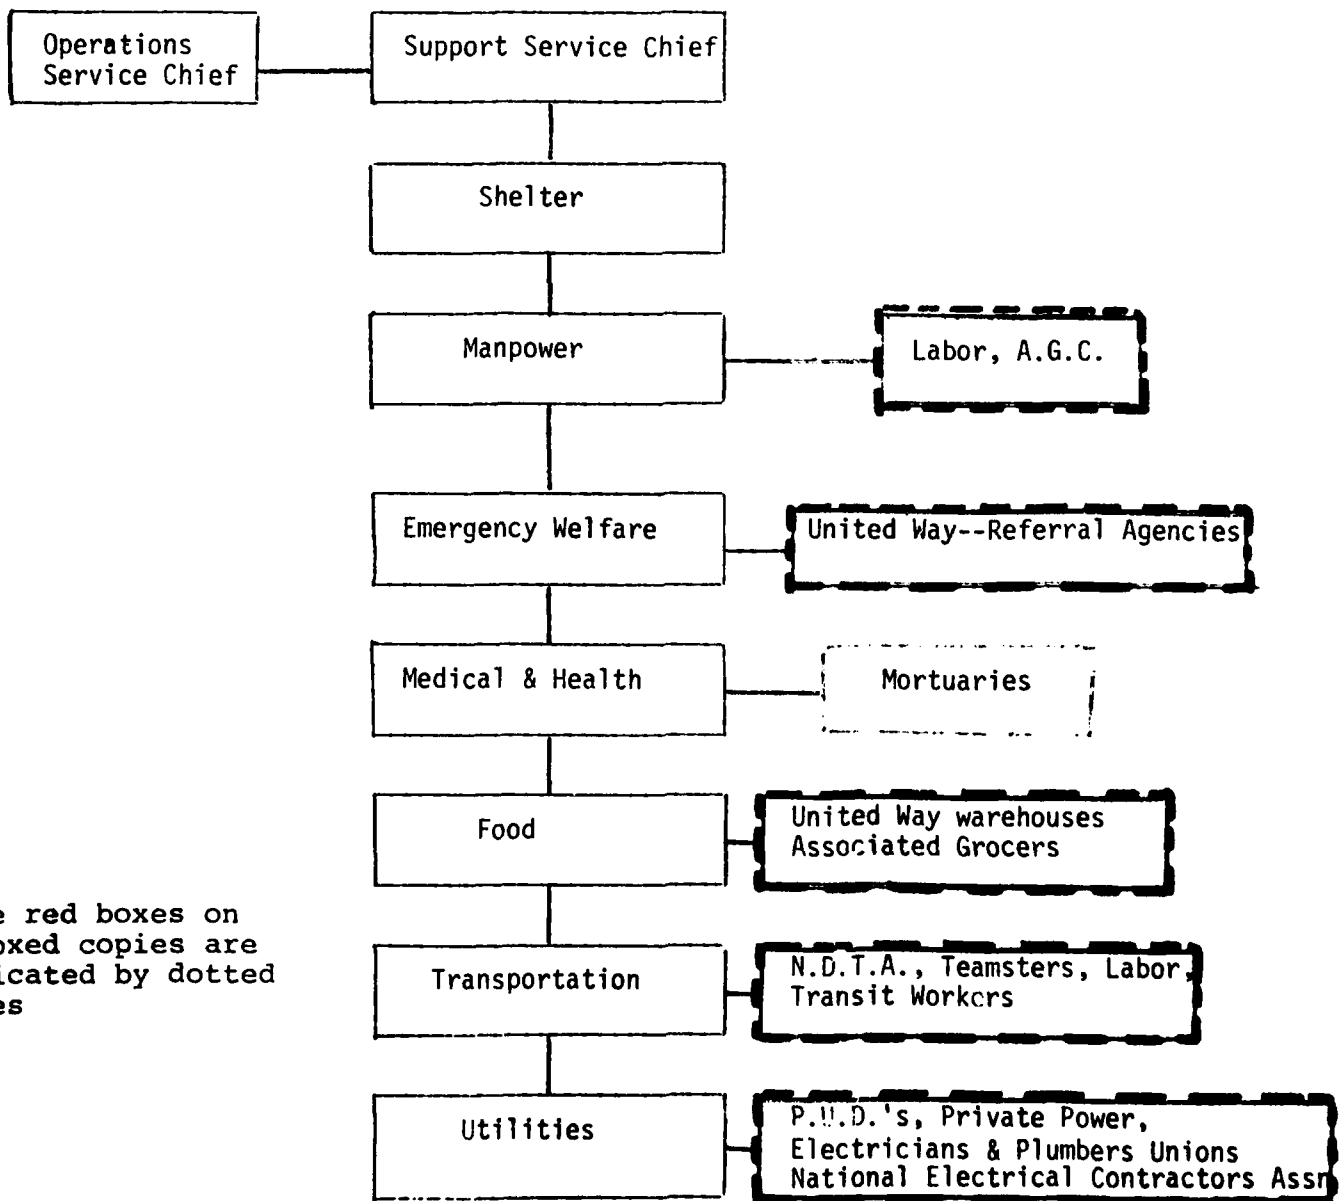 Operations
Service Chief
Support Service Chief
Shelter
Manpower
Labor, A.G.C.
Emergency Welfare
United Way--Referral Agencies
Medical & Health
Mortuaries
Food
United Way warehouses
Associated Grocers
e red boxes on
oxed copies are
icated by dotted
es
Transportation
N.D.T.A., Teamsters, Labor,
Transit Workers
Utilities
P.U.D.'s, Private Power,
Electricians & Plumbers Unions
National Electrical Contractors Assn